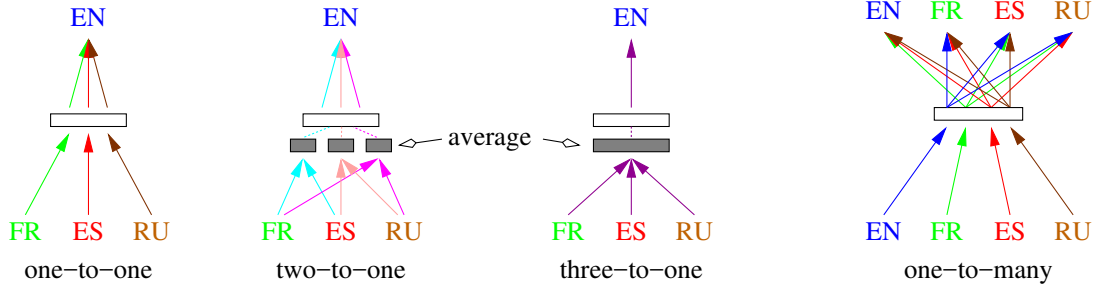 EN EN EN EN FR ES RU
average
FR ES RU FR ES RU FR ES RU EN FR ES RU
one−to−one two−to−one three−to−one one−to−many